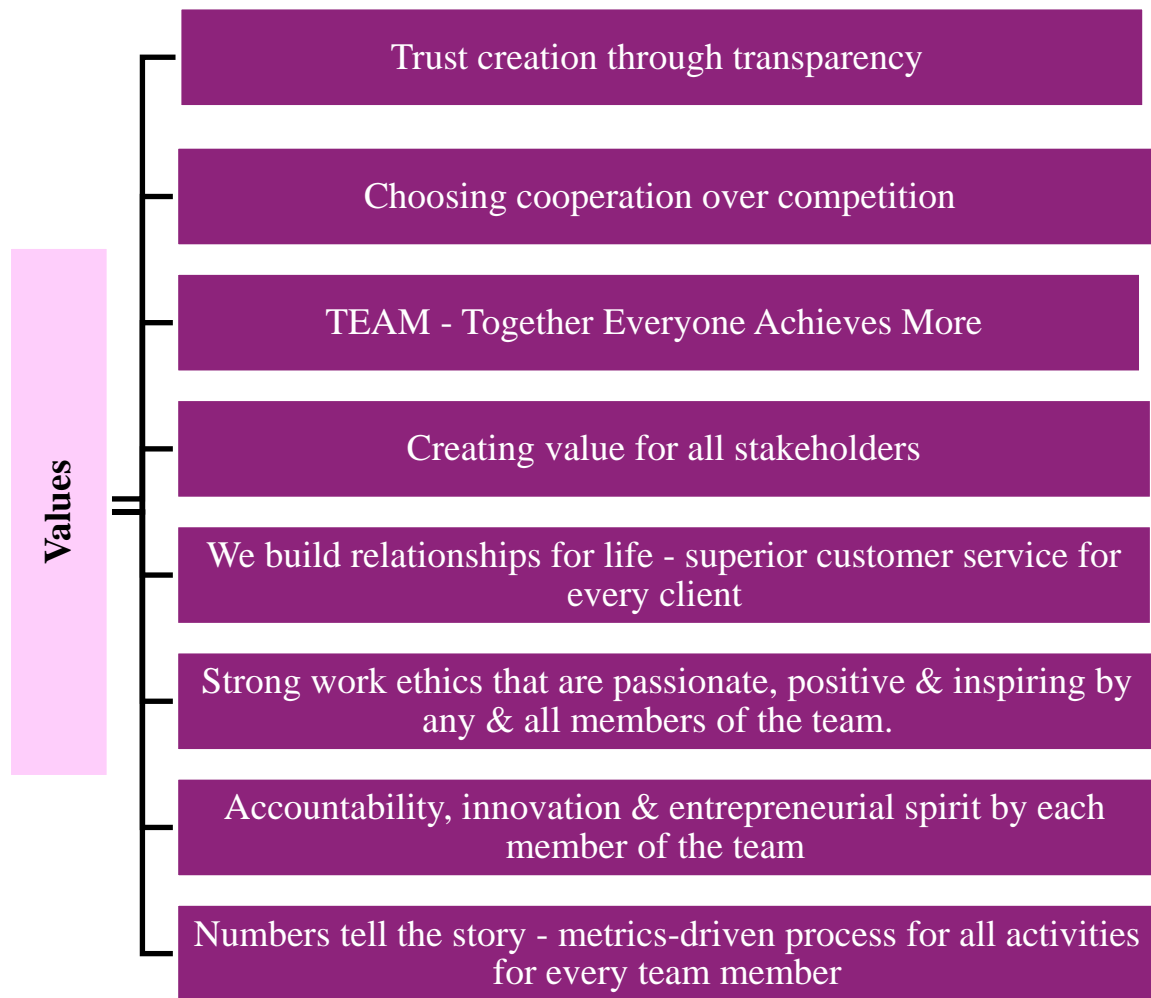 Values
Trust creation through transparency
Choosing cooperation over competition
TEAM - Together Everyone Achieves More
Creating value for all stakeholders
We build relationships for life - superior customer service for
every client
Strong work ethics that are passionate, positive & inspiring by
any & all members of the team.
Accountability, innovation & entrepreneurial spirit by each
member of the team
Numbers tell the story - metrics-driven process for all activities
for every team member